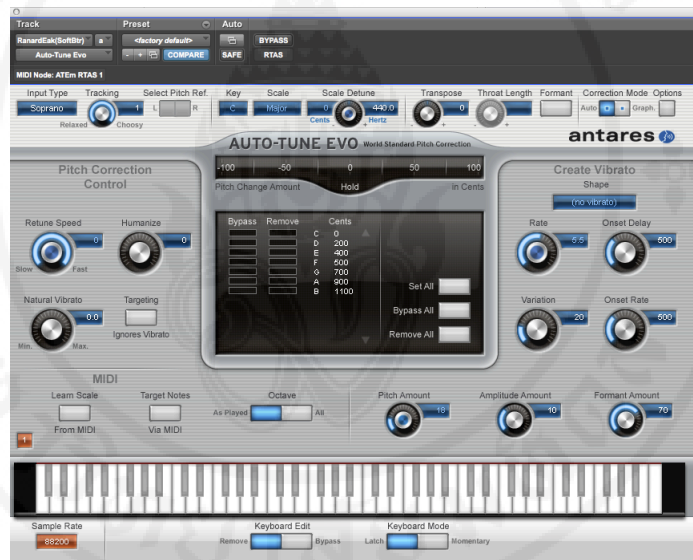 Track Preset Auto
RanardEak(SoftBtr) a <factory default> BYPASS
Auto-Tune Evo - + COMPARE SAFE RTAS
MIDI Node: ATEm RTAS 1
Input Type Tracking Select Pitch Ref. Key Scale Scale Detune Transpose Throat Length Formant Correction Mode Options
Soprano 1 L R C Major 0 440.0 0 Auto Graph.
Relaxed Choosy Cents Hertz - + - +
AUTO-TUNE EVO World Standard Pitch Correction antares
-100 -50 0 50 100
Pitch Change Amount Hold in Cents
Pitch Correction
Control
Create Vibrato
Shape
(no vibrato)
Retune Speed Humanize
0 0
Slow Fast
Bypass Remove Cents
C 0
D 200
E 400
F 500
G 700
A 900
B 1100
Set All
Bypass All
Remove All
Rate Onset Delay
5.5 500
Natural Vibrato Targeting
0.0
Ignores Vibrato
Min. Max.
Variation Onset Rate
20 500
MIDI
Learn Scale Target Notes Octave
As Played All
From MIDI Via MIDI
Pitch Amount Amplitude Amount Formant Amount
10 10 70
1
Sample Rate Keyboard Edit Keyboard Mode
88200 Remove Bypass Latch Momentary